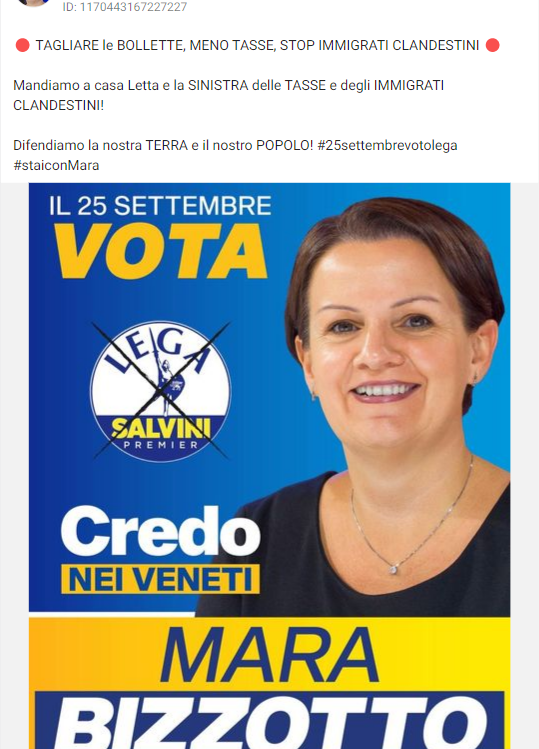 ID: 1170443167227227
🔴 TAGLIARE le BOLLETTE, MENO TASSE, STOP IMMIGRATI CLANDESTINI 🔴
Mandiamo a casa Letta e la SINISTRA delle TASSE e degli IMMIGRATI
CLANDESTINI!
Difendiamo la nostra TERRA e il nostro POPOLO! #25settembrevotolega
#staiconMara
IL 25 SETTEMBRE
VOTA
LEGA
SALVINI
PREMIER
Credo
NEI VENETI
MARA
BIZZOTTO